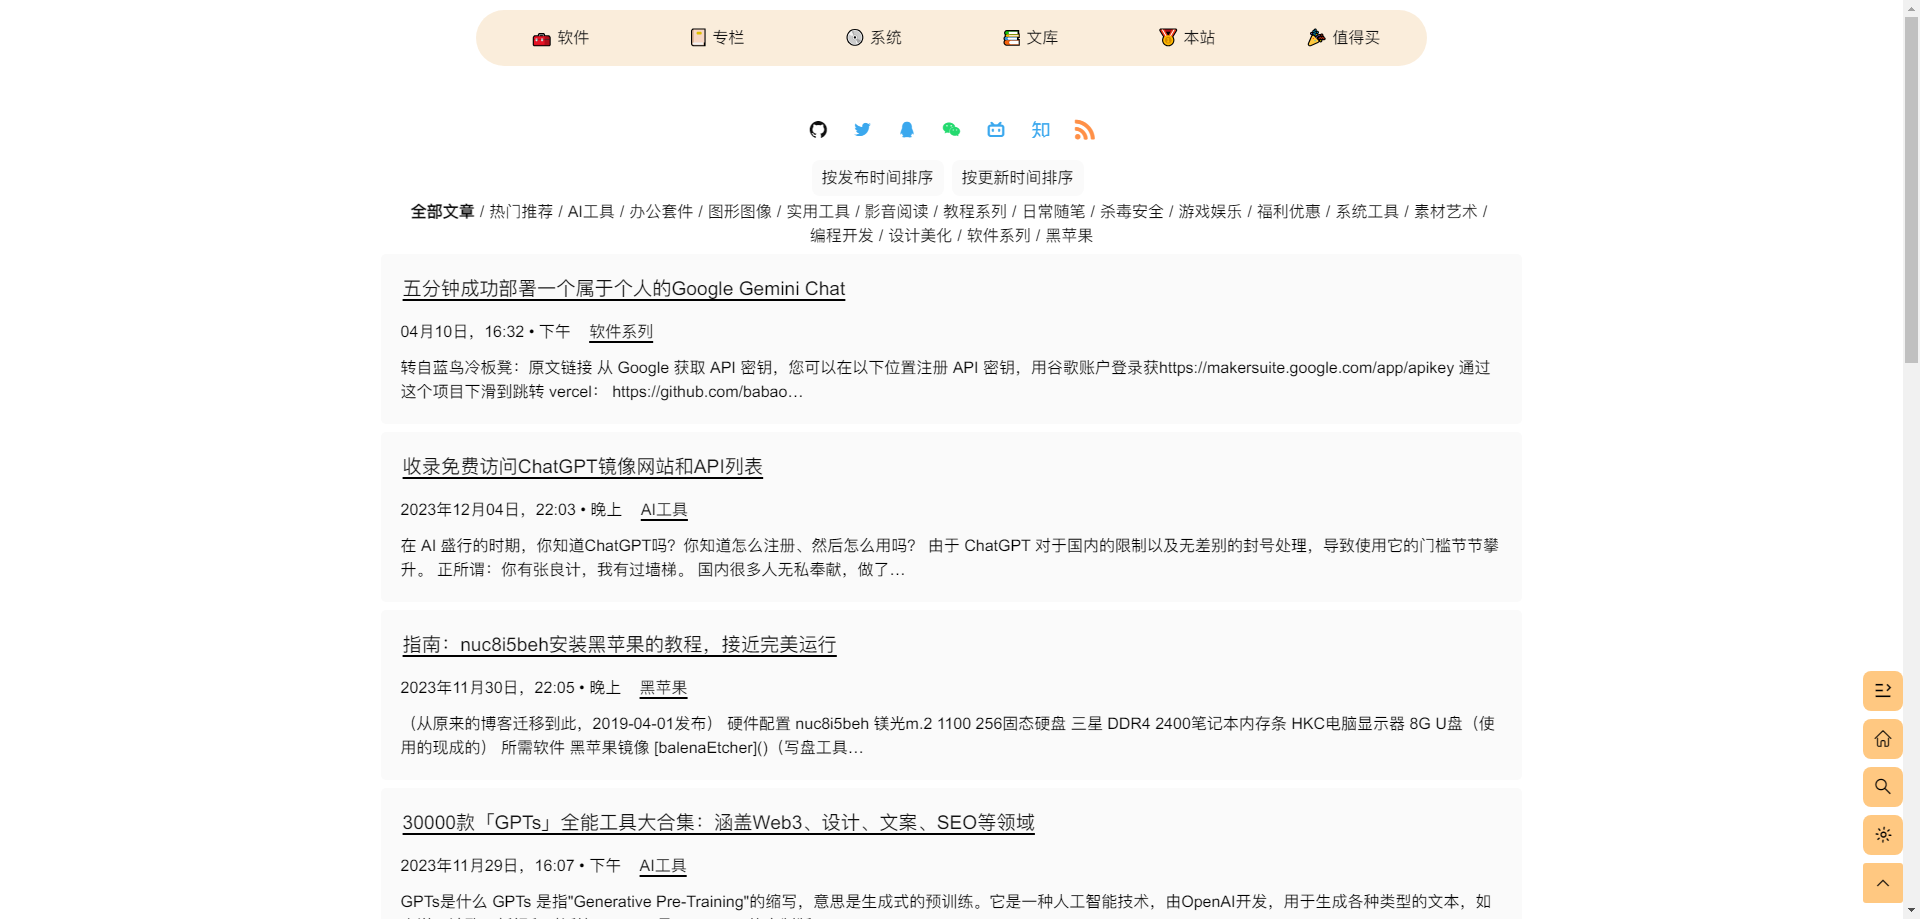 软件 专栏 系统 文库 本站 值得买
知
按发布时间排序 按更新时间排序
全部文章 / 热门推荐 / AI工具 / 办公套件 / 图形图像 / 实用工具 / 影音阅读 / 教程系列 / 日常随笔 / 杀毒安全 / 游戏娱乐 / 福利优惠 / 系统工具 / 素材艺术 /
编程开发 / 设计美化 / 软件系列 / 黑苹果
五分钟成功部署一个属于个人的Google Gemini Chat
04月10日，16:32 • 下午 软件系列
转自蓝鸟冷板凳：原文链接 从 Google 获取 API 密钥，您可以在以下位置注册 API 密钥，用谷歌账户登录获https://makersuite.google.com/app/apikey 通过
这个项目下滑到跳转 vercel： https://github.com/babao…
收录免费访问ChatGPT镜像网站和API列表
2023年12月04日，22:03 • 晚上 AI工具
在 AI 盛行的时期，你知道ChatGPT吗？你知道怎么注册、然后怎么用吗？ 由于 ChatGPT 对于国内的限制以及无差别的封号处理，导致使用它的门槛节节攀
升。 正所谓：你有张良计，我有过墙梯。 国内很多人无私奉献，做了…
指南：nuc8i5beh安装黑苹果的教程，接近完美运行
2023年11月30日，22:05 • 晚上 黑苹果
（从原来的博客迁移到此，2019-04-01发布） 硬件配置 nuc8i5beh 镁光m.2 1100 256固态硬盘 三星 DDR4 2400笔记本内存条 HKC电脑显示器 8G U盘（使
用的现成的） 所需软件 黑苹果镜像 [balenaEtcher]()（写盘工具…
30000款「GPTs」全能工具大合集：涵盖Web3、设计、文案、SEO等领域
2023年11月29日，16:07 • 下午 AI工具
GPTs是什么 GPTs 是指"Generative Pre-Training"的缩写，意思是生成式的预训练。它是一种人工智能技术，由OpenAI开发，用于生成各种类型的文本，如